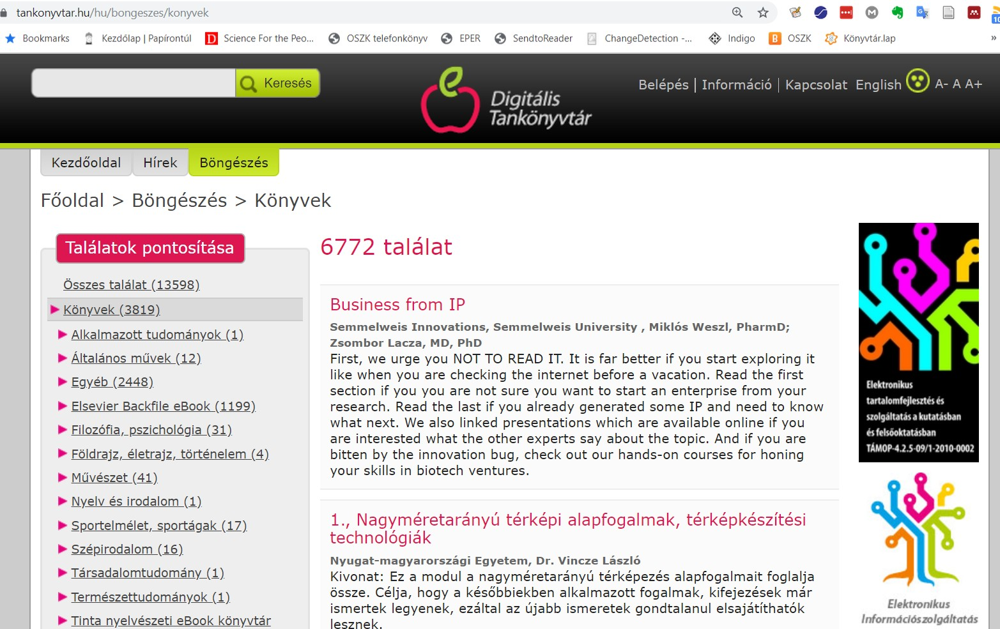 tankonyvtar.hu/hu/bongeszes/konyvek
Bookmarks Kezdőlap | Papírontúl Science For the Peo... OSZK telefonkönyv EPER SendtoReader ChangeDetection -... Indigo OSZK Könyvtár.lap »
Keresés
Digitális
Tankönyvtár
Belépés | Információ | Kapcsolat English A- A A+
Kezdőoldal Hírek Böngészés
Főoldal > Böngészés > Könyvek
Találatok pontosítása
Összes találat (13598)
Könyvek (3819)
Alkalmazott tudományok (1)
Általános művek (12)
Egyéb (2448)
Elsevier Backfile eBook (1199)
Filozófia, pszichológia (31)
Földrajz, életrajz, történelem (4)
Művészet (41)
Nyelv és irodalom (1)
Sportelmélet, sportágak (17)
Szépirodalom (16)
Társadalomtudomány (1)
Természettudományok (1)
Tinta nyelvészeti eBook könyvtár
6772 találat
Business from IP
Semmelweis Innovations, Semmelweis University , Miklós Weszl, PharmD;
Zsombor Lacza, MD, PhD
First, we urge you NOT TO READ IT. It is far better if you start exploring it
like when you are checking the internet before a vacation. Read the first
section if you you are not sure you want to start an enterprise from your
research. Read the last if you already generated some IP and need to know
what next. We also linked presentations which are available online if you
are interested what the other experts say about the topic. And if you are
bitten by the innovation bug, check out our hands-on courses for honing
your skills in biotech ventures.
1., Nagyméretarányú térképi alapfogalmak, térképkészítési
technológiák
Nyugat-magyarországi Egyetem, Dr. Vincze László
Kivonat: Ez a modul a nagyméretarányú térképezés alapfogalmait foglalja
össze. Célja, hogy a későbbiekben alkalmazott fogalmak, kifejezések már
ismertek legyenek, ezáltal az újabb ismeretek gondtalanul elsajátíthatók
lesznek.
Elektronikus
tartalomfejlesztés és
szolgáltatás a kutatásban
és felsőoktatásban
TÁMOP-4.2.5-09/1-2010-0002
Elektronikus
Információszolgáltatás